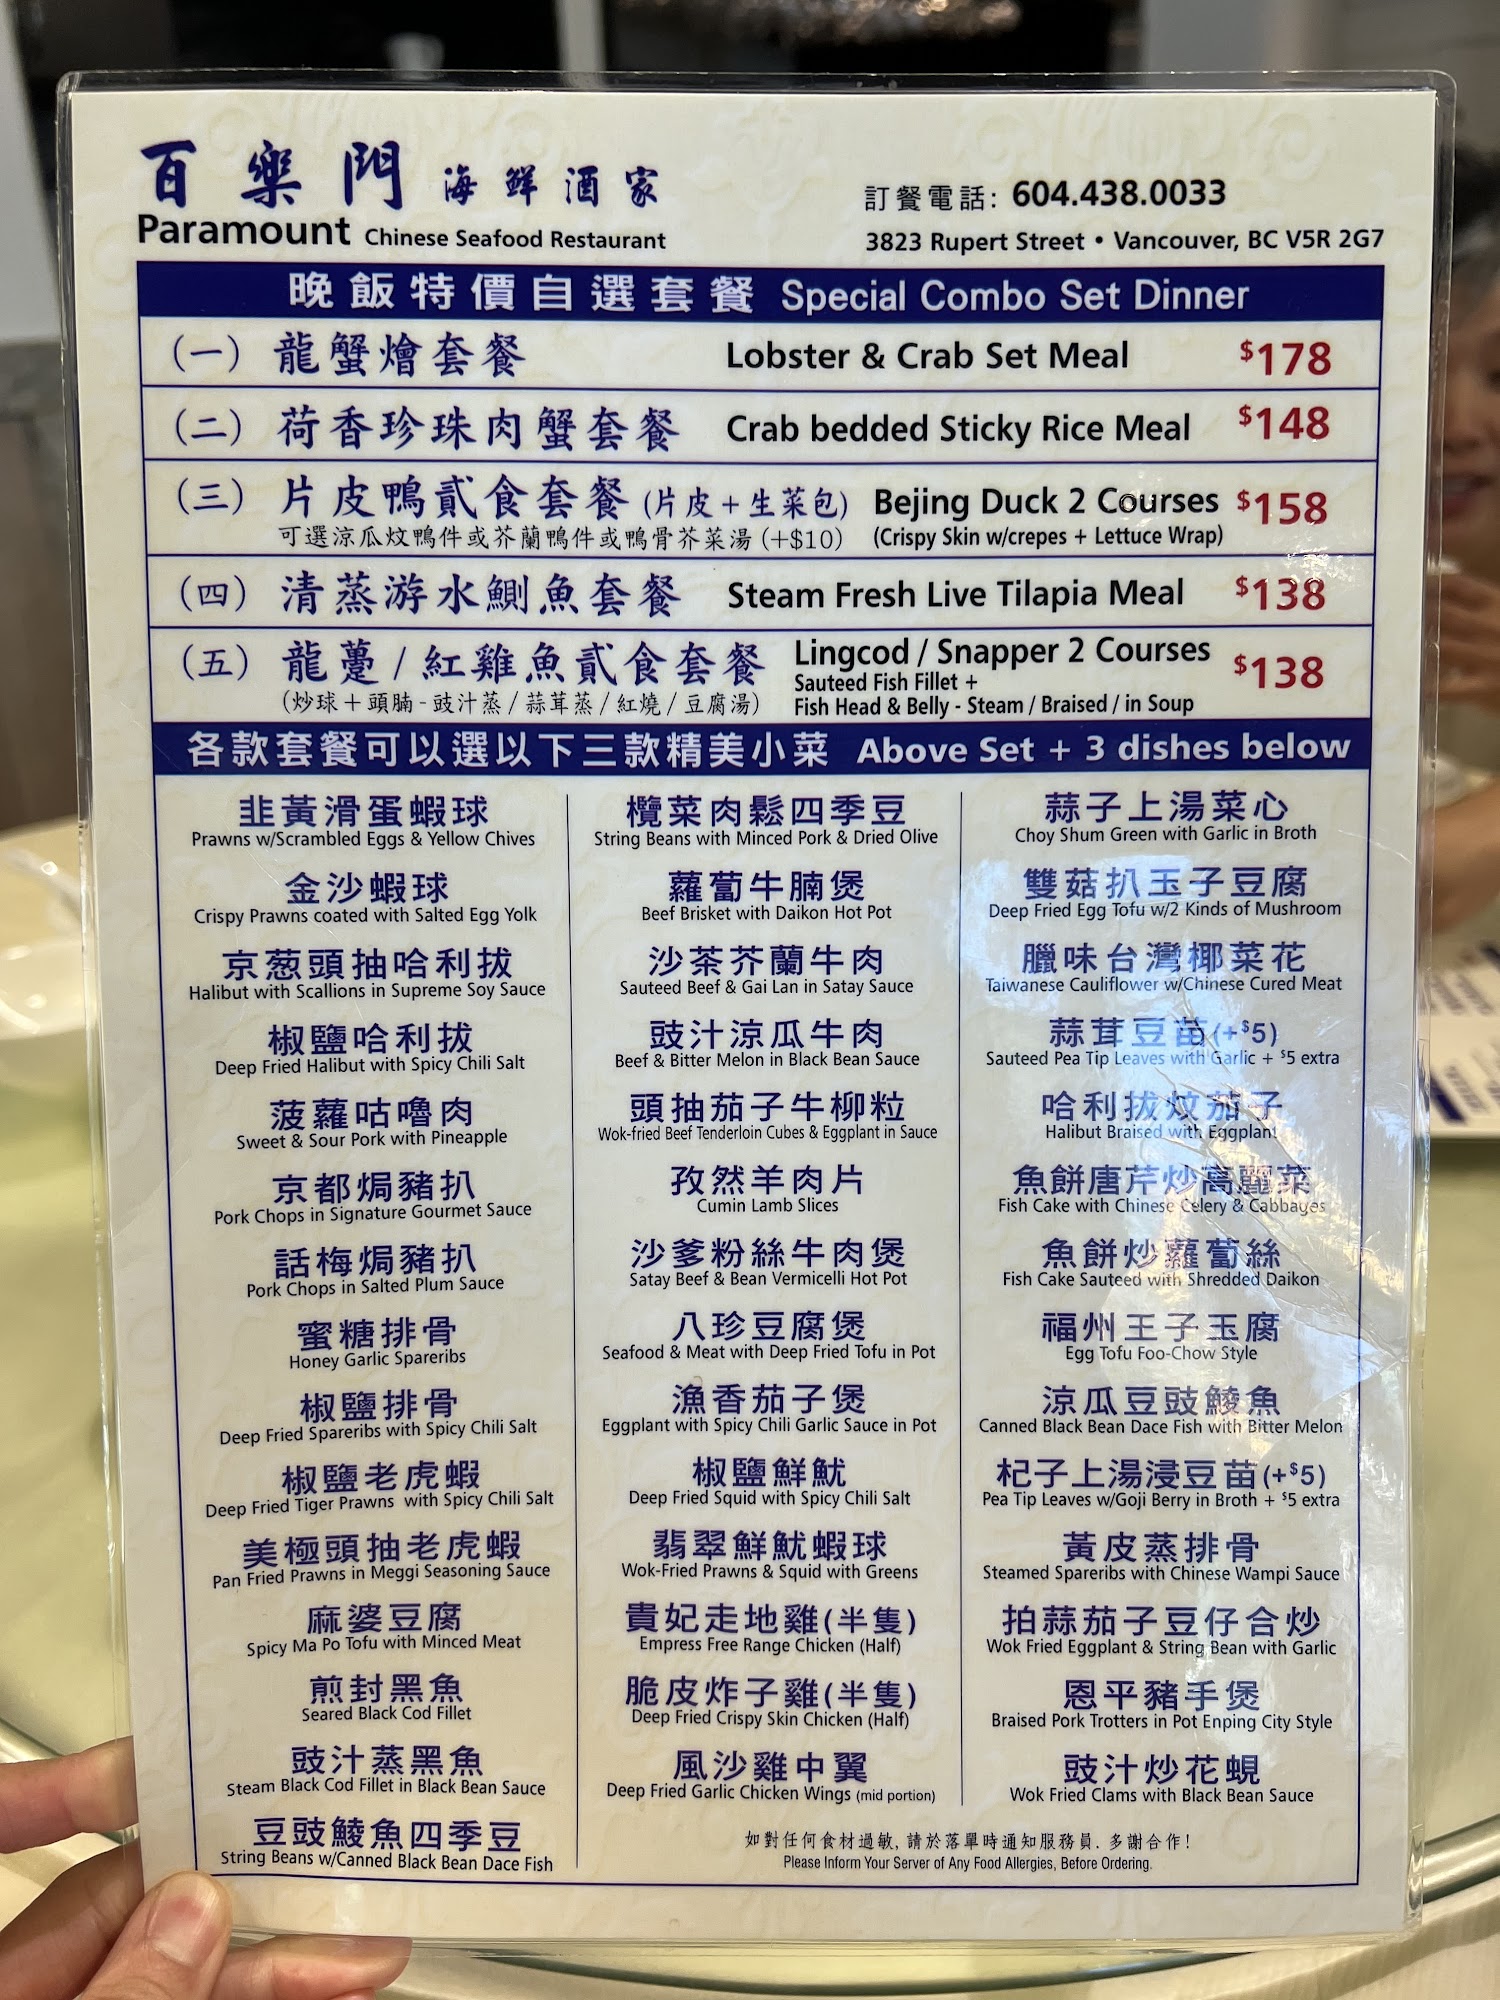 百樂門 海鮮酒家
Paramount Chinese Seafood Restaurant
訂餐電話: 604.438.0033
3823 Rupert Street • Vancouver, BC V5R 2G7
晚飯特價自選套餐 Special Combo Set Dinner
(一) 龍蟹燴套餐 Lobster & Crab Set Meal $178
(二) 荷香珍珠肉蟹套餐 Crab bedded Sticky Rice Meal $148
(三) 片皮鴨貳食套餐 (片皮+生菜包) Bejing Duck 2 Courses $158
可選涼瓜炆鴨件或芥蘭鴨件或鴨骨芥菜湯 (+$10) (Crispy Skin w/crepes + Lettuce Wrap)
(四) 清蒸游水鰂魚套餐 Steam Fresh Live Tilapia Meal $138
(五) 龍躉/紅雞魚貳食套餐 Lingcod / Snapper 2 Courses $138
(炒球+頭腩-豉汁蒸/蒜茸蒸/紅燒/豆腐湯)
Sauteed Fish Fillet +
Fish Head & Belly - Steam / Braised / in Soup
各款套餐可以選以下三款精美小菜 Above Set + 3 dishes below
韭黃滑蛋蝦球
Prawns w/Scrambled Eggs & Yellow Chives
金沙蝦球
Crispy Prawns coated with Salted Egg Yolk
京葱頭抽哈利拔
Halibut with Scallions in Supreme Soy Sauce
椒鹽哈利拔
Deep Fried Halibut with Spicy Chili Salt
菠蘿咕嚕肉
Sweet & Sour Pork with Pineapple
京都焗豬扒
Pork Chops in Signature Gourmet Sauce
話梅焗豬扒
Pork Chops in Salted Plum Sauce
蜜糖排骨
Honey Garlic Spareribs
椒鹽排骨
Deep Fried Spareribs with Spicy Chili Salt
椒鹽老虎蝦
Deep Fried Tiger Prawns with Spicy Chili Salt
美極頭抽老虎蝦
Pan Fried Prawns in Meggi Seasoning Sauce
麻婆豆腐
Spicy Ma Po Tofu with Minced Meat
煎封黑魚
Seared Black Cod Fillet
豉汁蒸黑魚
Steam Black Cod Fillet in Black Bean Sauce
豆豉鯪魚四季豆
String Beans w/Canned Black Bean Dace Fish
欖菜肉鬆四季豆
String Beans with Minced Pork & Dried Olive
蘿蔔牛腩煲
Beef Brisket with Daikon Hot Pot
沙茶芥蘭牛肉
Sauteed Beef & Gai Lan in Satay Sauce
豉汁涼瓜牛肉
Beef & Bitter Melon in Black Bean Sauce
頭抽茄子牛柳粒
Wok-fried Beef Tenderloin Cubes & Eggplant in Sauce
孜然羊肉片
Cumin Lamb Slices
沙爹粉絲牛肉煲
Satay Beef & Bean Vermicelli Hot Pot
八珍豆腐煲
Seafood & Meat with Deep Fried Tofu in Pot
漁香茄子煲
Eggplant with Spicy Chili Garlic Sauce in Pot
椒鹽鮮魷
Deep Fried Squid with Spicy Chili Salt
翡翠鮮魷蝦球
Wok-Fried Prawns & Squid with Greens
貴妃走地雞(半隻)
Empress Free Range Chicken (Half)
脆皮炸子雞(半隻)
Deep Fried Crispy Skin Chicken (Half)
風沙雞中翼
Deep Fried Garlic Chicken Wings (mid portion)
蒜子上湯菜心
Choy Shum Green with Garlic in Broth
雙菇扒玉子豆腐
Deep Fried Egg Tofu w/2 Kinds of Mushroom
臘味台灣椰菜花
Taiwanese Cauliflower w/Chinese Cured Meat
蒜茸豆苗(+$5)
Sauteed Pea Tip Leaves with Garlic + $5 extra
哈利拔炆茄子
Halibut Braised with Eggplant
魚餅唐芹炒高麗菜
Fish Cake with Chinese Celery & Cabbages
魚餅炒蘿蔔絲
Fish Cake Sauteed with Shredded Daikon
福州王子玉腐
Egg Tofu Foo-Chow Style
涼瓜豆豉鯪魚
Canned Black Bean Dace Fish with Bitter Melon
杞子上湯浸豆苗(+$5)
Pea Tip Leaves w/Goji Berry in Broth + $5 extra
黃皮蒸排骨
Steamed Spareribs with Chinese Wampi Sauce
拍蒜茄子豆仔合炒
Wok Fried Eggplant & String Bean with Garlic
恩平豬手煲
Braised Pork Trotters in Pot Enping City Style
豉汁炒花蜆
Wok Fried Clams with Black Bean Sauce
如對任何食材過敏, 請於落單時通知服務員. 多謝合作!
Please Inform Your Server of Any Food Allergies, Before Ordering.